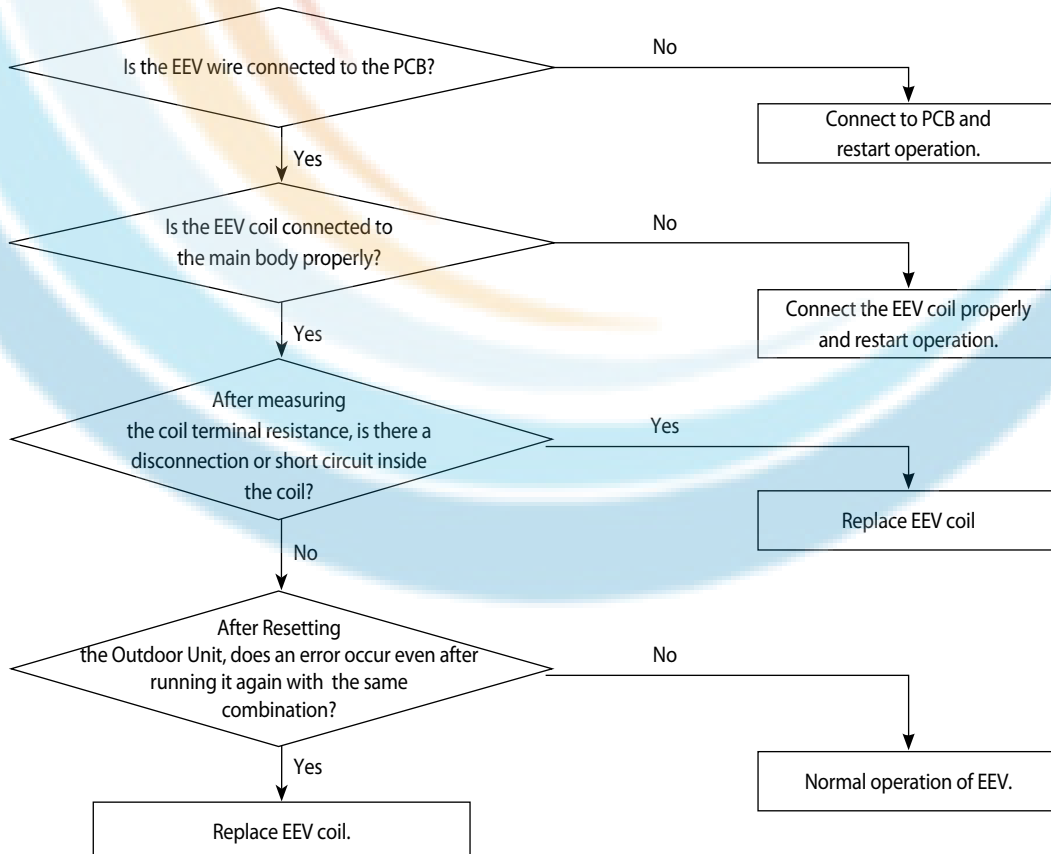 Is the EEV wire connected to the PCB?
No
Connect to PCB and
restart operation.
Yes
Is the EEV coil connected to
the main body properly?
No
Connect the EEV coil properly
and restart operation.
Yes
After measuring
the coil terminal resistance, is there a
disconnection or short circuit inside
the coil?
Yes
Replace EEV coil
No
After Resetting
the Outdoor Unit, does an error occur even after
running it again with the same
combination?
No
Normal operation of EEV.
Yes
Replace EEV coil.